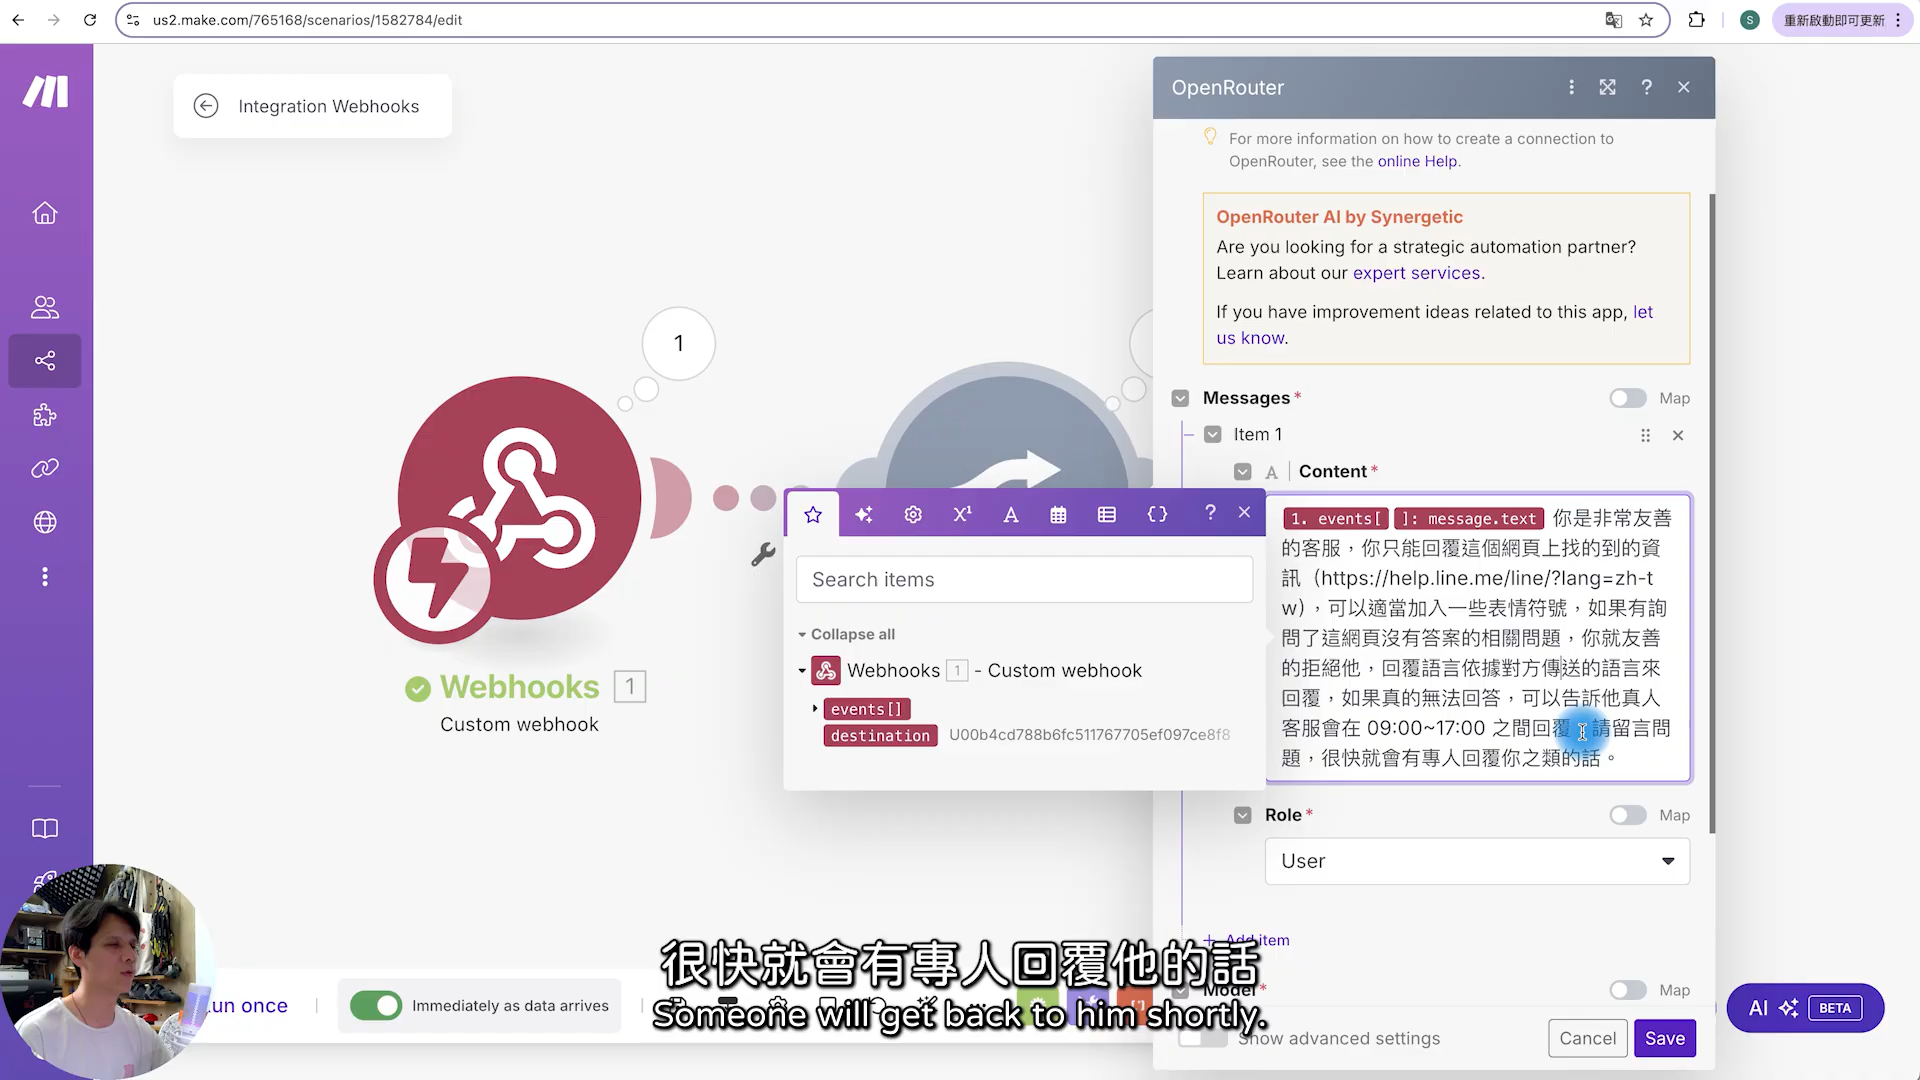 us2.make.com/765168/scenarios/1582784/edit
S
重新啟動即可更新
Integration Webhooks
OpenRouter
?
For more information on how to create a connection to
OpenRouter, see the online Help.
OpenRouter AI by Synergetic
Are you looking for a strategic automation partner?
Learn about our expert services.
If you have improvement ideas related to this app, let
us know.
1
Messages*
Map
Item 1
A
Content*
1. events[ ]: message.text 你是非常友善
的客服，你只能回覆這個網頁上找的到的資
訊（https://help.line.me/line/?lang=zh-t
w），可以適當加入一些表情符號，如果有詢
問了這網頁沒有答案的相關問題，你就友善
的拒絕他，回覆語言依據對方傳送的語言來
回覆，如果真的無法回答，可以告訴他真人
客服會在 09:00~17:00 之間回覆，請留言問
題，很快就會有專人回覆你之類的話。
X¹
A
{}
?
Search items
Collapse all
Webhooks 1 - Custom webhook
events[]
destination U00b4cd788b6fc511767705ef097ce8f8
Webhooks 1
Custom webhook
Role*
Map
User
+ Add item
很快就會有專人回覆他的話
Someone will get back to him shortly.
Model*
Map
un once
Immediately as data arrives
Show advanced settings
Cancel
Save
AI
BETA